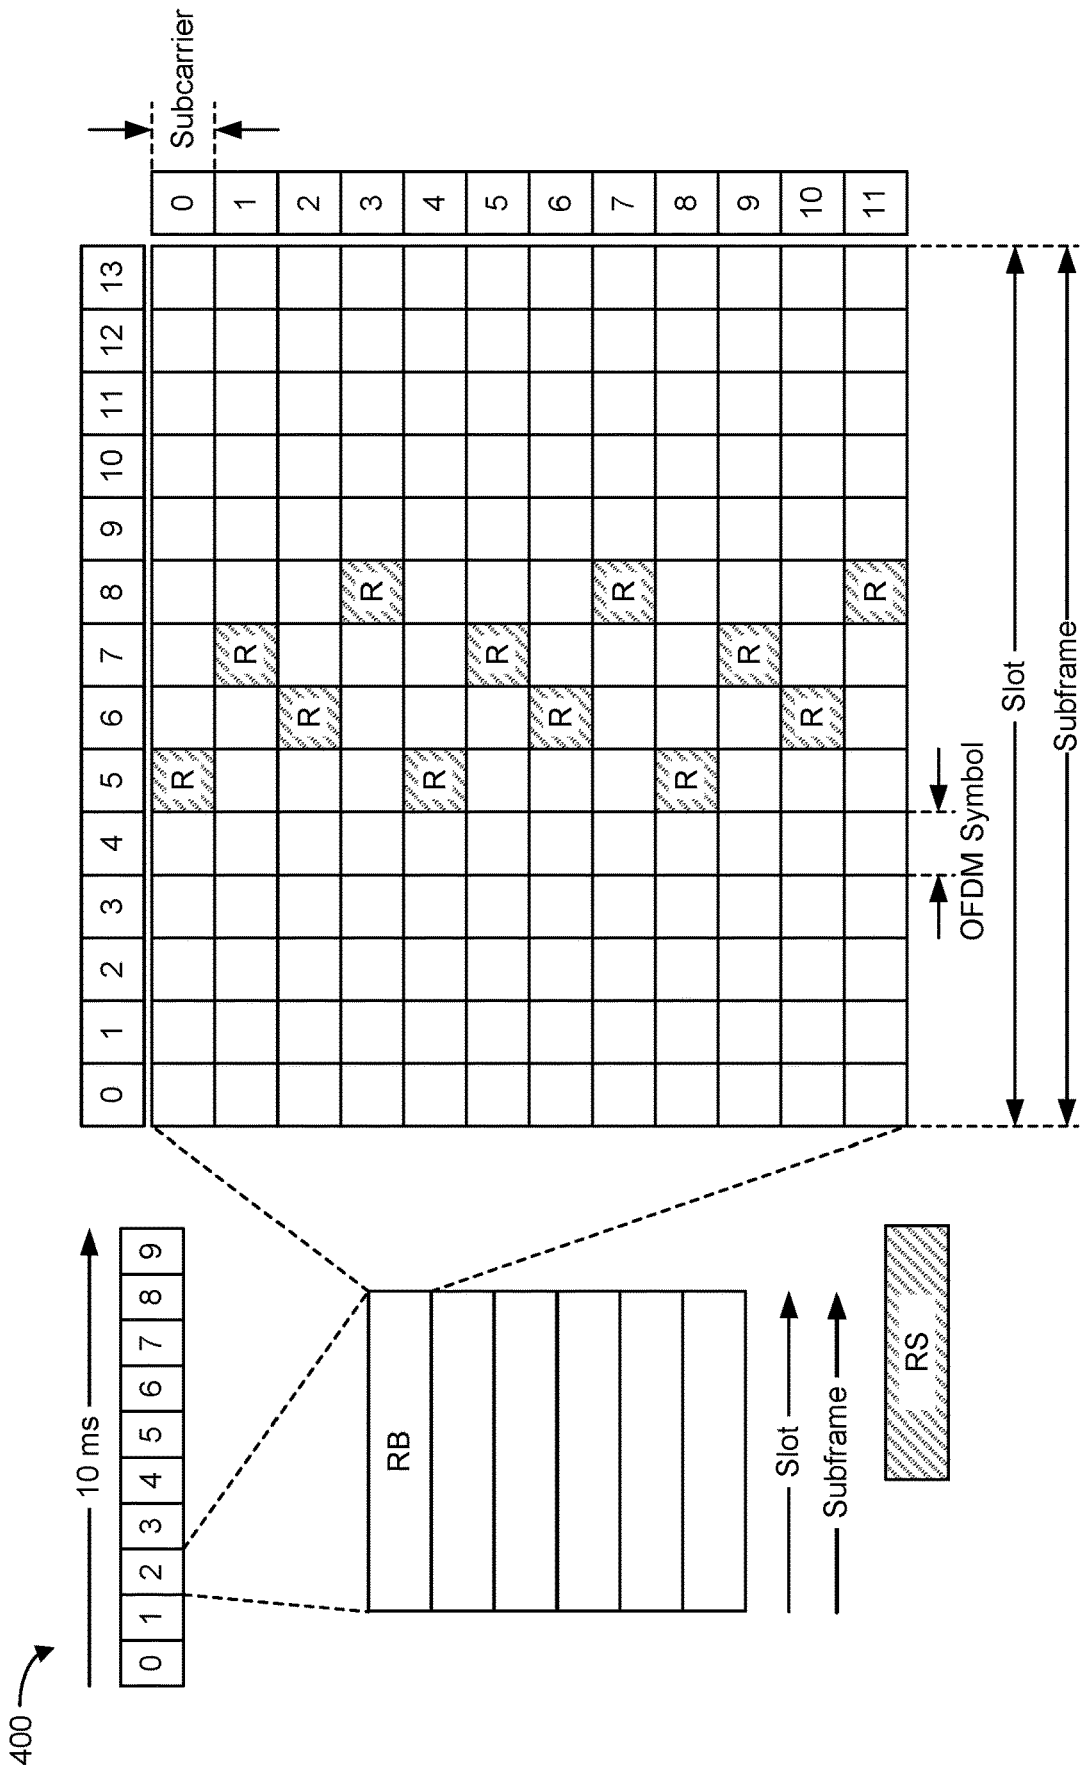 400
10 ms
0 1 2 3 4 5 6 7 8 9
RB
Slot
Subframe
RS
0 1 2 3 4 5 6 7 8 9 10 11 12 13
Subcarrier
R 0
R 1
R 2
R 3
R 4
R 5
R 6
R 7
R 8
R 9
R 10
R 11
OFDM Symbol
Slot
Subframe